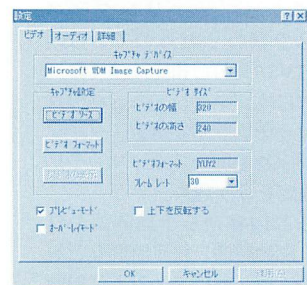 設定
ビデオ オーディオ 詳細
ｷｬﾌﾟﾁｬ ﾃﾞﾊﾞｲｽ
Microsoft WDM Image Capture
ｷｬﾌﾟﾁｬ設定
ﾋﾞﾃﾞｵ ｿｰｽ
ﾋﾞﾃﾞｵ ﾌｫｰﾏｯﾄ
ﾋﾞﾃﾞｵ ｻｲｽﾞ
ビデオの幅 320
ビデオの高さ 240
ﾋﾞﾃﾞｵﾌｫｰﾏｯﾄ YUY2
ﾌﾚｰﾑ ﾚｰﾄ 30
ﾌﾟﾚﾋﾞｭｰﾓｰﾄﾞ
ｵｰﾊﾞｰﾚｲﾓｰﾄﾞ
上下を反転する
OK キャンセル